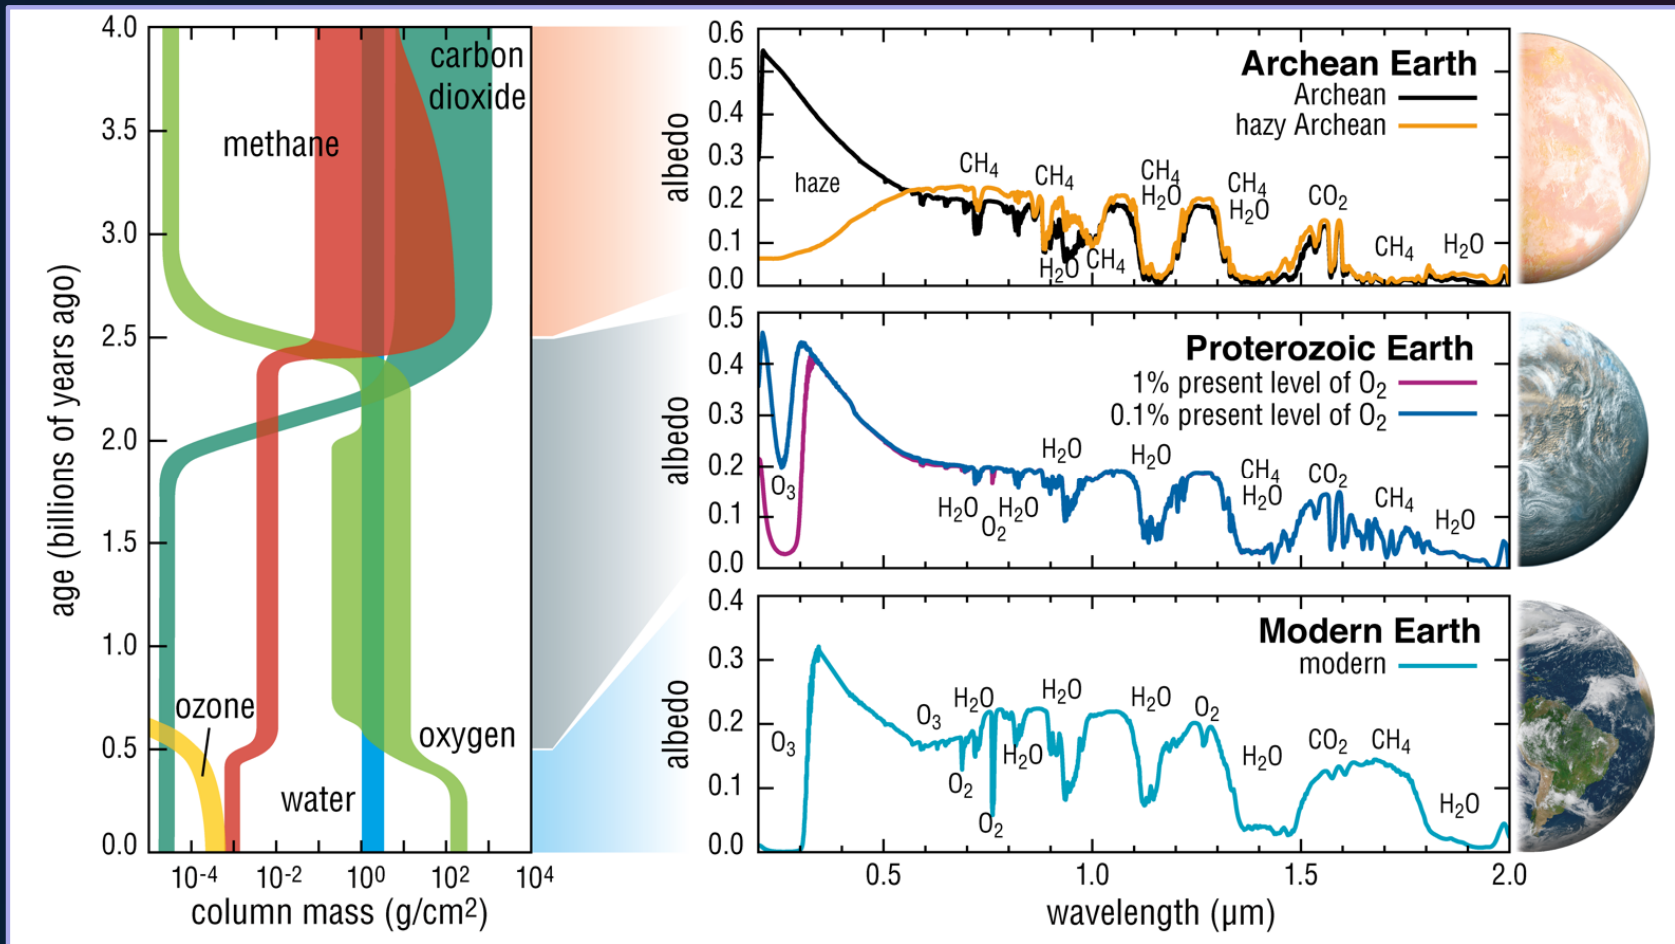 4.0
3.5
3.0
2.5
2.0
1.5
1.0
0.5
0.0
age (billions of years ago)
carbon
dioxide
methane
ozone
oxygen
water
10-4 10-2 100 102 104
column mass (g/cm2)
0.6
0.5
0.4
0.3
0.2
0.1
0.0
albedo
Archean Earth
Archean
hazy Archean
haze
CH4
CH4
H2O
CH4
CH4
H2O
CH4
H2O
CO2
CH4
H2O
0.5
0.4
0.3
0.2
0.1
0.0
albedo
Proterozoic Earth
1% present level of O2
0.1% present level of O2
O3
H2O
O2
H2O
H2O
H2O
CH4
H2O
CO2
CH4
H2O
0.4
0.3
0.2
0.1
0.0
albedo
Modern Earth
modern
O3
O3
H2O
O2
O2
H2O
H2O
H2O
O2
H2O
CO2
CH4
H2O
0.5 1.0 1.5 2.0
wavelength (μm)